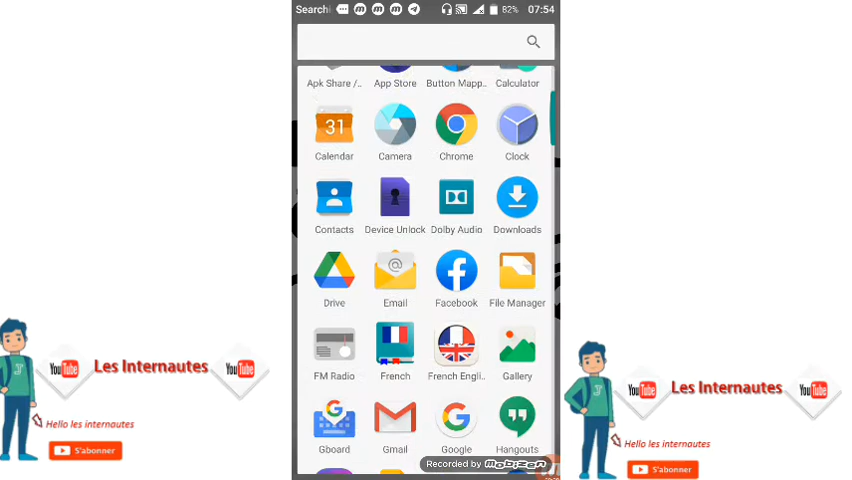 Searchi 82% 07:54
Apk Share /.. App Store Button Mapp.. Calculator
31
Calendar Camera Chrome Clock
Contacts Device Unlock Dolby Audio Downloads
@
Drive Email Facebook File Manager
FM Radio French French Engli.. Gallery
G
Gboard Gmail Google Hangouts
Recorded by mobizen
J
YouTube Les Internautes YouTube
Hello les internautes
S'abonner
J
YouTube Les Internautes YouTube
Hello les internautes
S'abonner